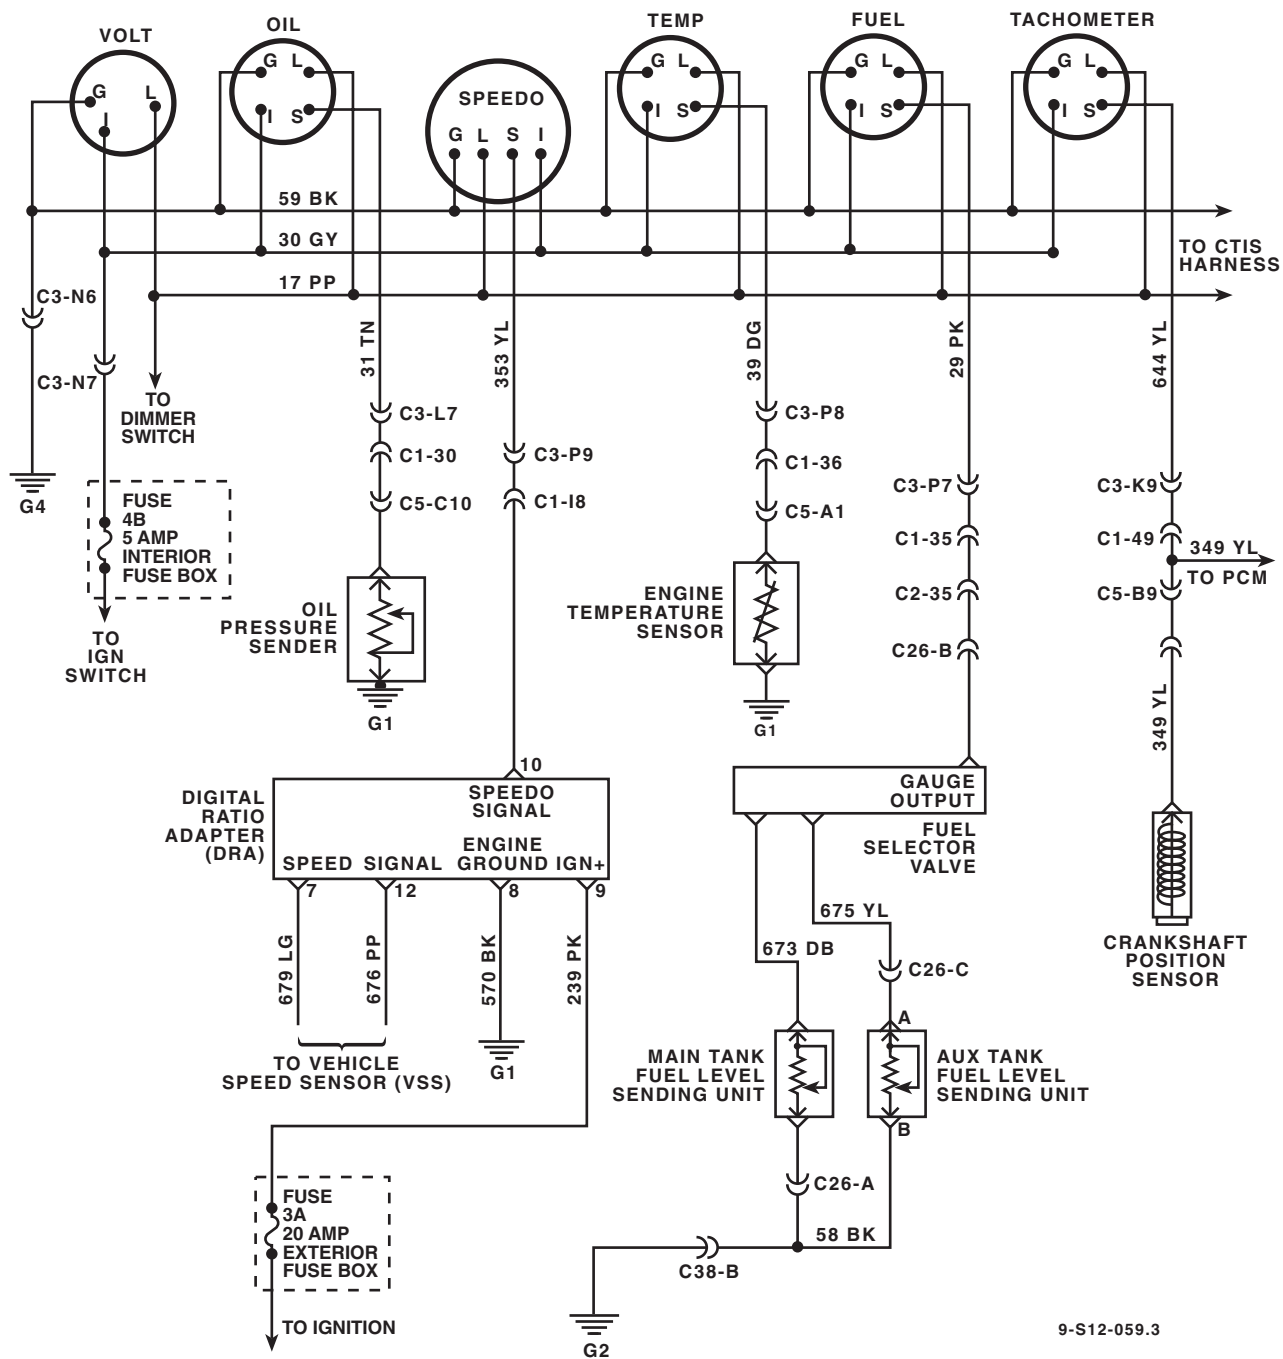 VOLT
OIL
TEMP
FUEL
TACHOMETER
G
L
I
G L
I S
SPEEDO
G L S I
G L
I S
G L
I S
G L
I S
59 BK
30 GY
17 PP
TO CTIS
HARNESS
C3-N6
C3-N7
TO
DIMMER
SWITCH
G4
FUSE
4B
5 AMP
INTERIOR
FUSE BOX
TO
IGN
SWITCH
31 TN
C3-L7
C1-30
C5-C10
OIL
PRESSURE
SENDER
G1
353 YL
C3-P9
C1-I8
39 DG
C3-P8
C1-36
C5-A1
ENGINE
TEMPERATURE
SENSOR
G1
29 PK
C3-P7
C1-35
C2-35
C26-B
644 YL
C3-K9
C1-49
349 YL
TO PCM
C5-B9
349 YL
CRANKSHAFT
POSITION
SENSOR
10
DIGITAL
RATIO
ADAPTER
(DRA)
SPEEDO
SIGNAL
ENGINE
SPEED SIGNAL GROUND IGN+
7
12
8
9
679 LG
676 PP
570 BK
239 PK
TO VEHICLE
SPEED SENSOR (VSS)
G1
FUSE
3A
20 AMP
EXTERIOR
FUSE BOX
TO IGNITION
GAUGE
OUTPUT
FUEL
SELECTOR
VALVE
675 YL
673 DB
C26-C
A
MAIN TANK
FUEL LEVEL
SENDING UNIT
AUX TANK
FUEL LEVEL
SENDING UNIT
B
C26-A
58 BK
C38-B
G2
9-S12-059.3